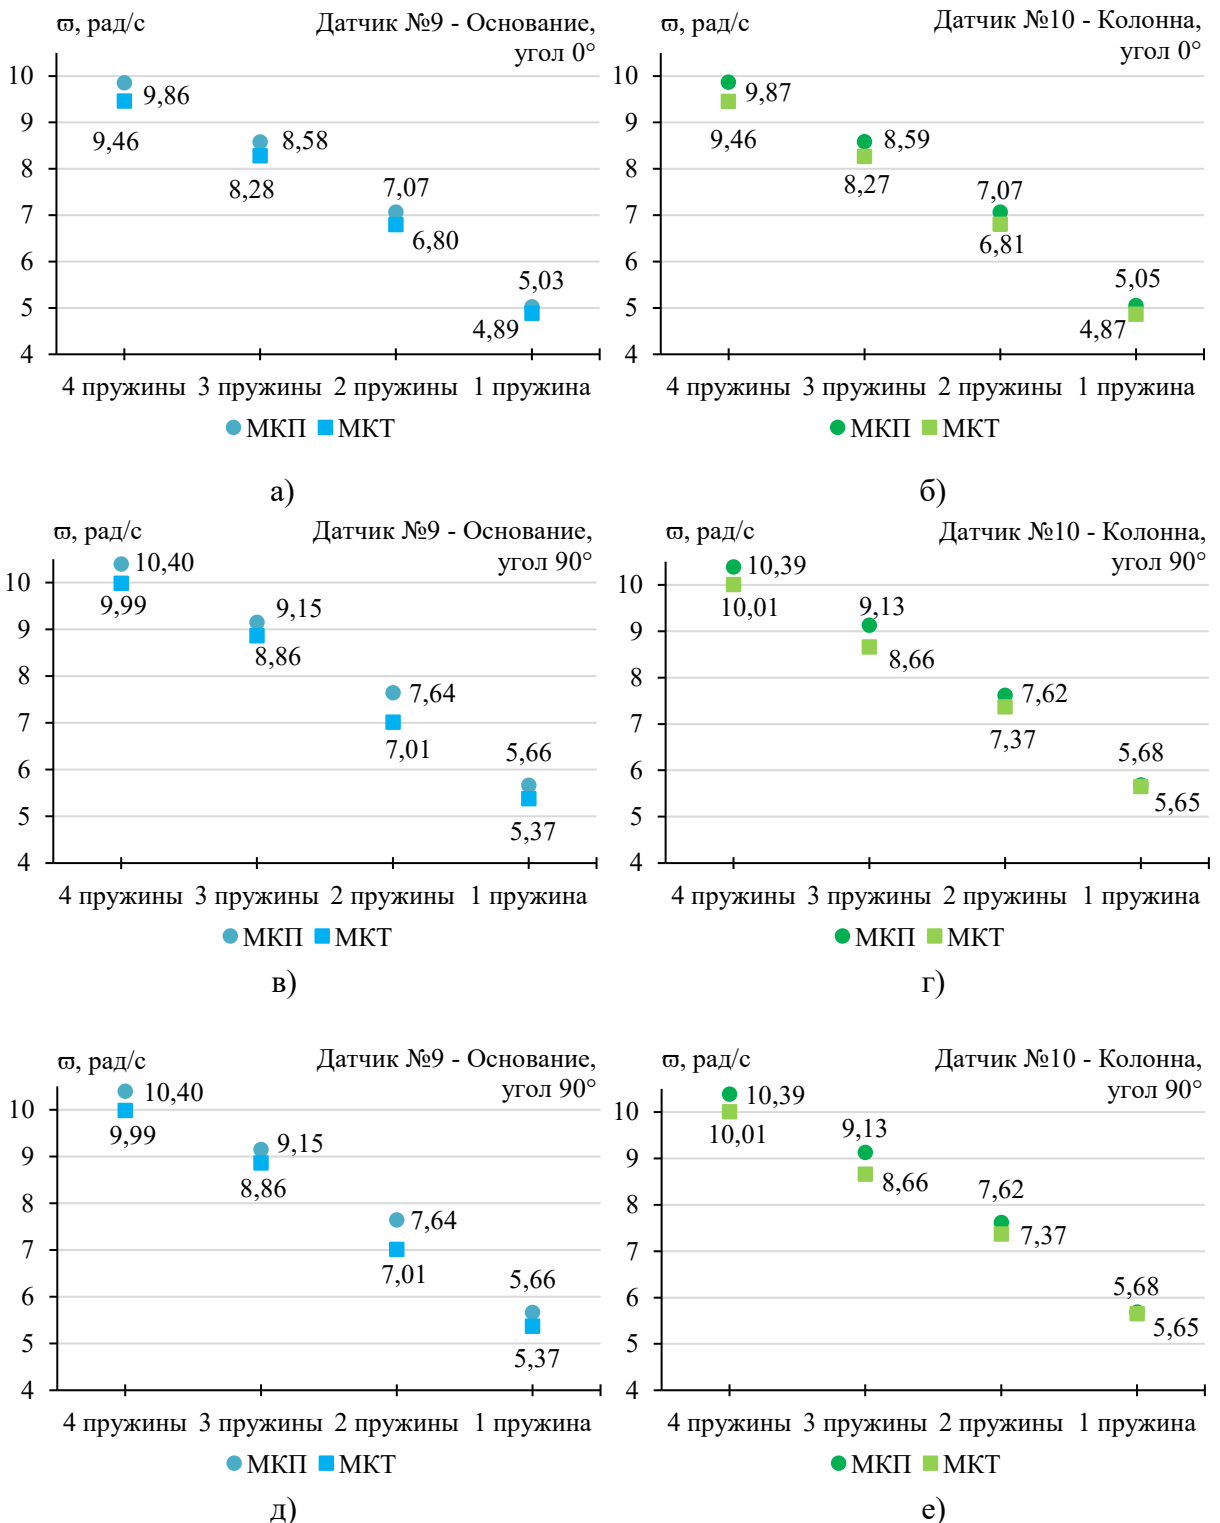 ϖ, рад/с
Датчик №9 - Основание,
угол 0°
10
9
8
7
6
5
4
9,86
9,46
8,58
8,28
7,07
6,80
5,03
4,89
4 пружины 3 пружины 2 пружины 1 пружина
МКП МКТ
а)
ϖ, рад/с
Датчик №10 - Колонна,
угол 0°
10
9
8
7
6
5
4
9,87
9,46
8,59
8,27
7,07
6,81
5,05
4,87
4 пружины 3 пружины 2 пружины 1 пружина
МКП МКТ
б)
ϖ, рад/с
Датчик №9 - Основание,
угол 90°
10
9
8
7
6
5
4
10,40
9,99
9,15
8,86
7,64
7,01
5,66
5,37
4 пружины 3 пружины 2 пружины 1 пружина
МКП МКТ
в)
ϖ, рад/с
Датчик №10 - Колонна,
угол 90°
10
9
8
7
6
5
4
10,39
10,01
9,13
8,66
7,62
7,37
5,68
5,65
4 пружины 3 пружины 2 пружины 1 пружина
МКП МКТ
г)
ϖ, рад/с
Датчик №9 - Основание,
угол 90°
10
9
8
7
6
5
4
10,40
9,99
9,15
8,86
7,64
7,01
5,66
5,37
4 пружины 3 пружины 2 пружины 1 пружина
МКП МКТ
д)
ϖ, рад/с
Датчик №10 - Колонна,
угол 90°
10
9
8
7
6
5
4
10,39
10,01
9,13
8,66
7,62
7,37
5,68
5,65
4 пружины 3 пружины 2 пружины 1 пружина
МКП МКТ
е)